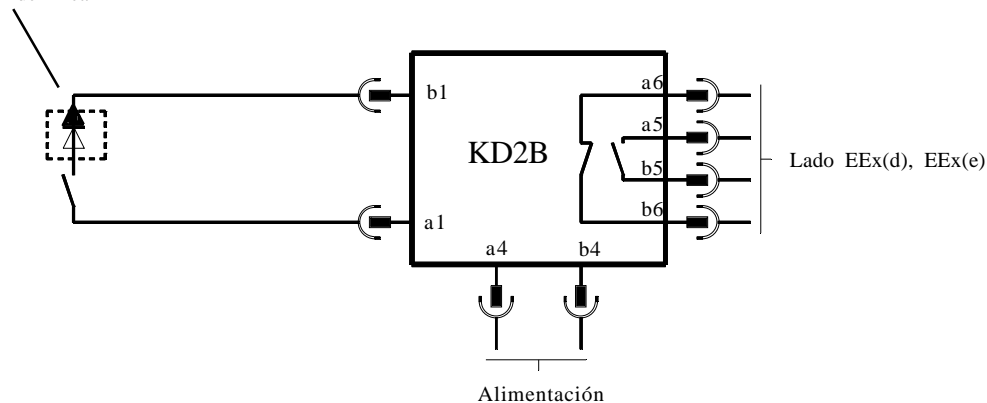 b1
a6
a5
KD2B
b5
Lado EEx(d), EEx(e)
a1
b6
a4
b4
Alimentación